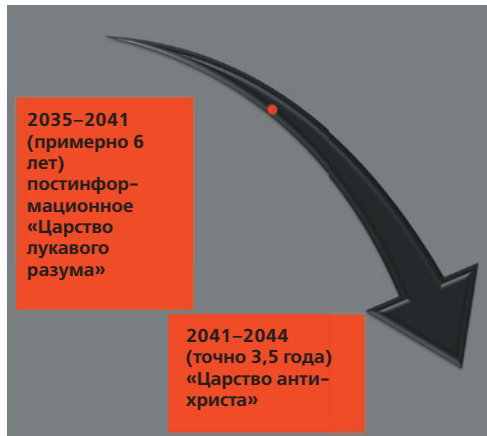 2035–2041
(примерно 6
лет)
постинфор-
мационное
«Царство
лукавого
разума»
2041–2044
(точно 3,5 года)
«Царство анти-
христа»